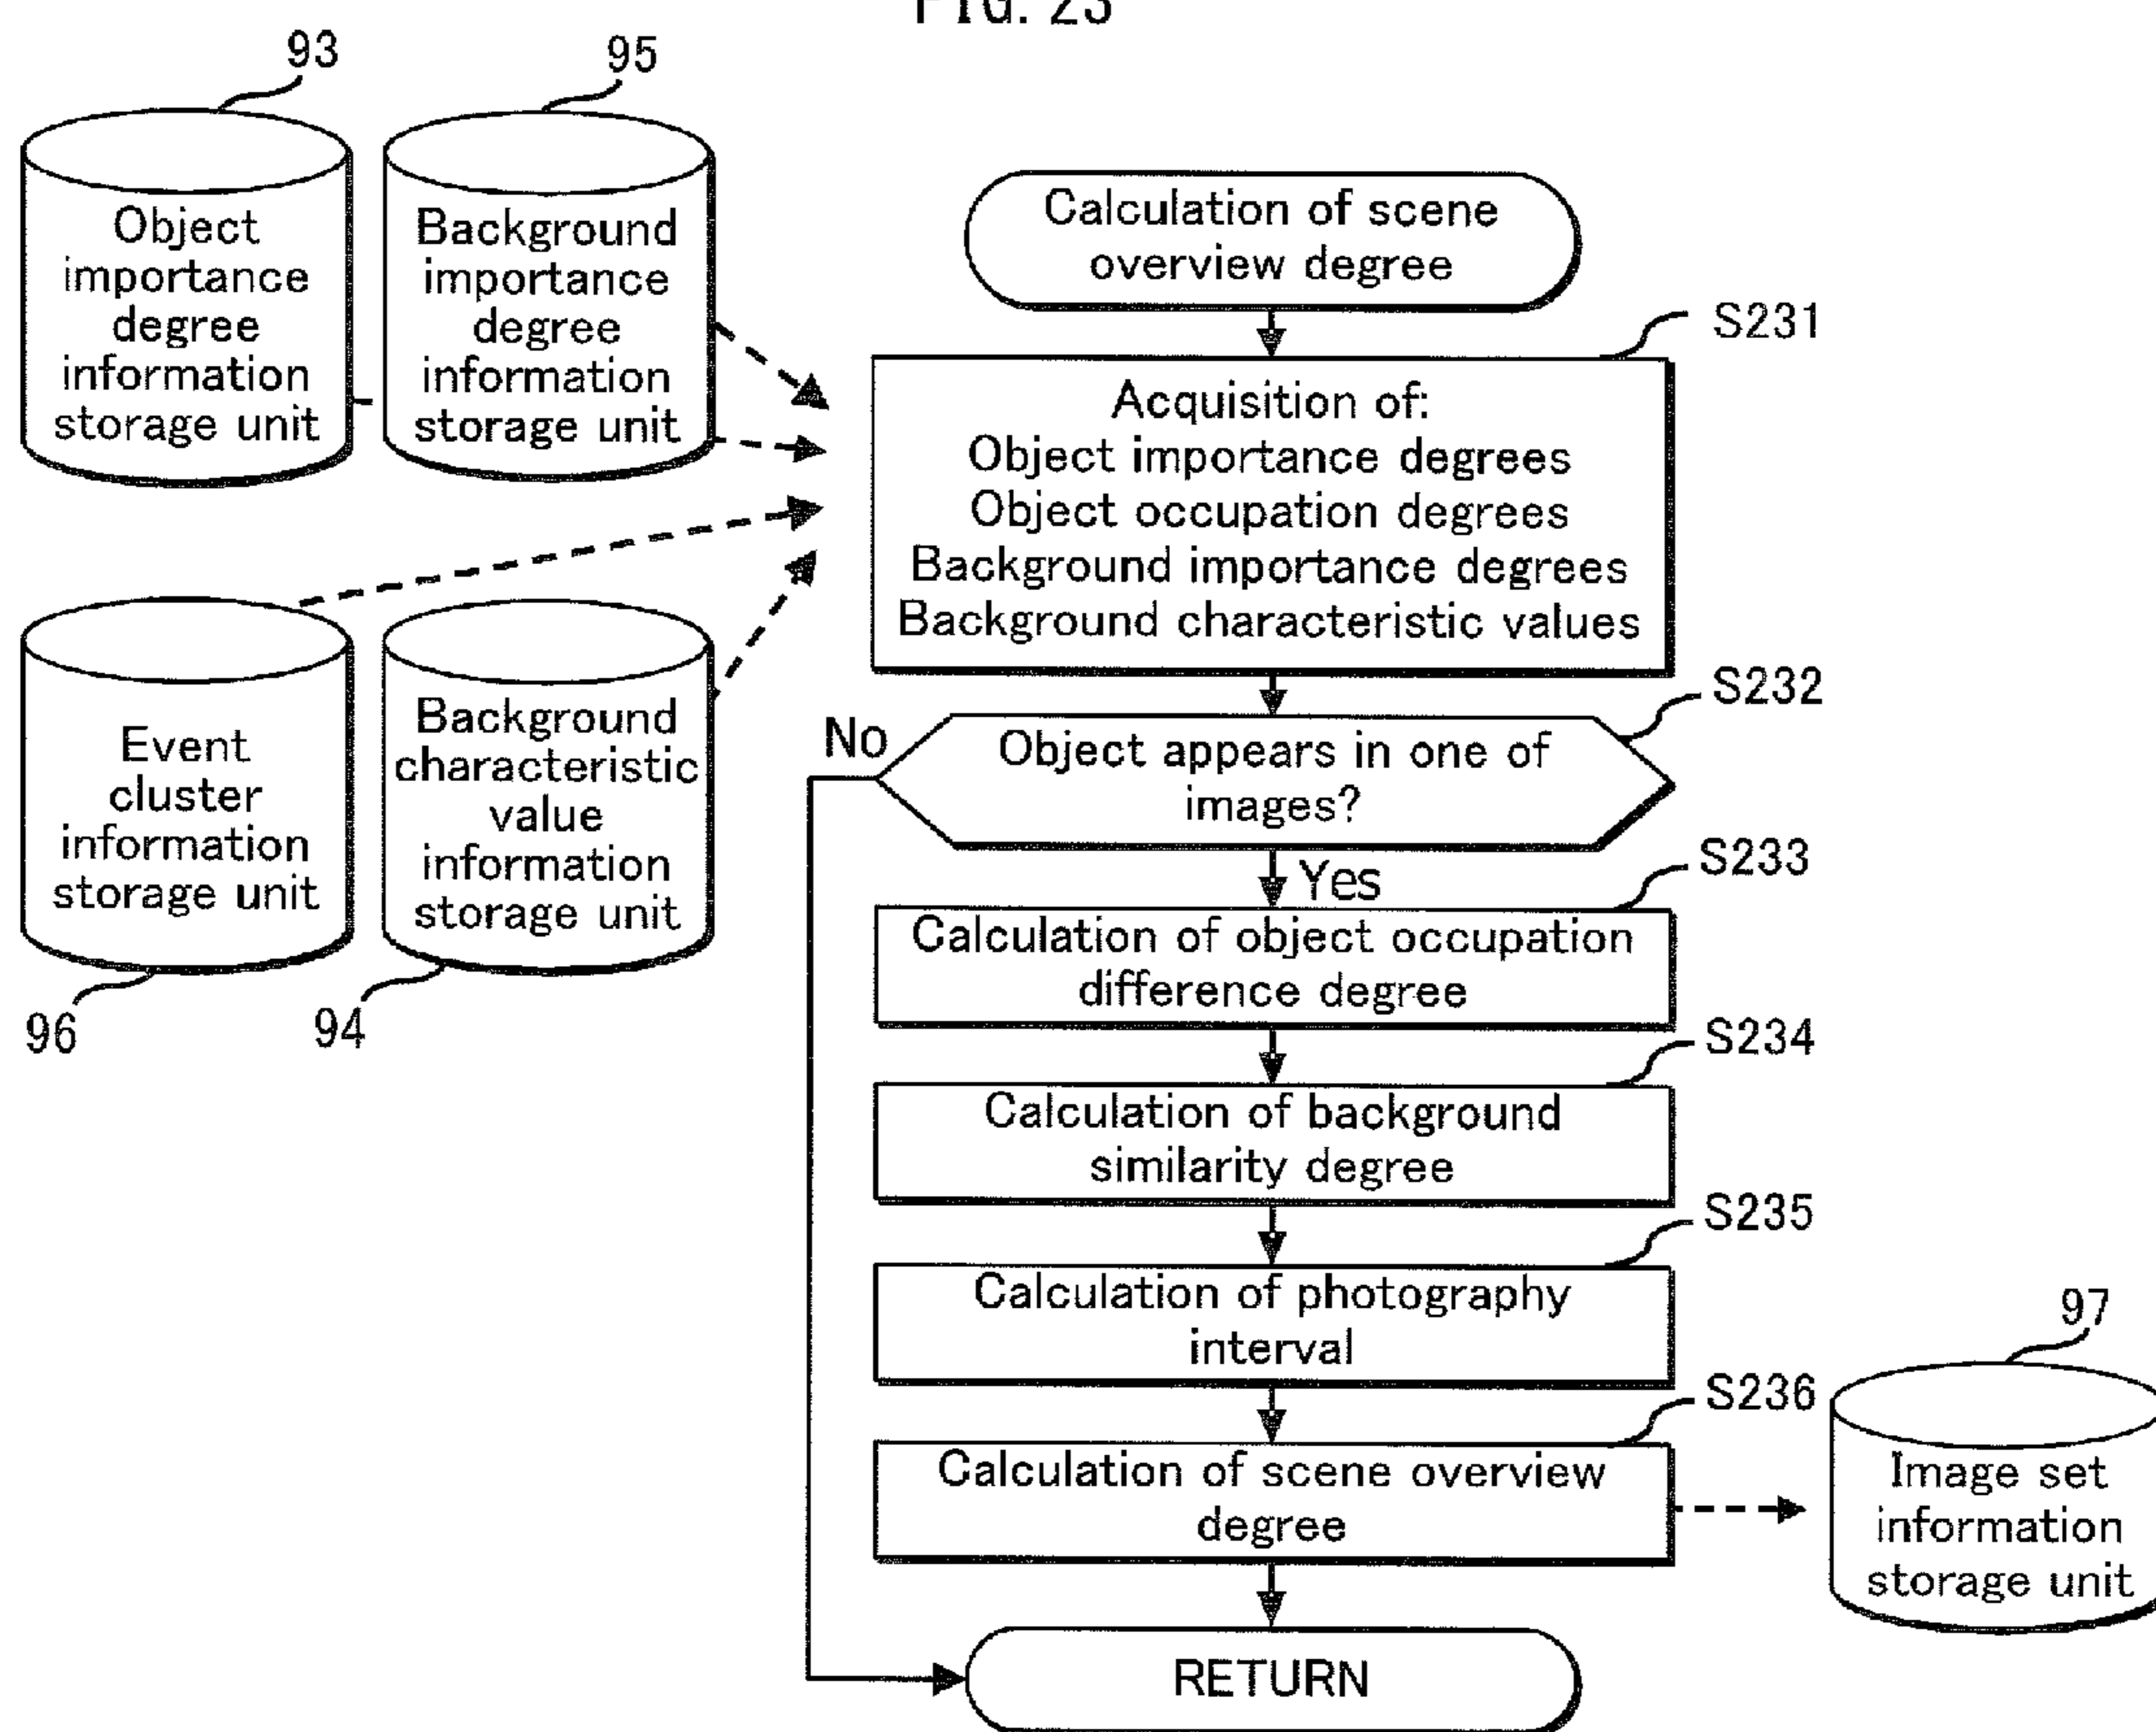 FIG. 23
93
95
Object
importance
degree
information
storage unit
Background
importance
degree
information
storage unit
Event
cluster
information
storage unit
Background
characteristic
value
information
storage unit
96
94
Calculation of scene
overview degree
S231
Acquisition of:
Object importance degrees
Object occupation degrees
Background importance degrees
Background characteristic values
S232
No
Object appears in one of
images?
Yes
S233
Calculation of object occupation
difference degree
S234
Calculation of background
similarity degree
S235
Calculation of photography
interval
S236
Calculation of scene overview
degree
97
Image set
information
storage unit
RETURN